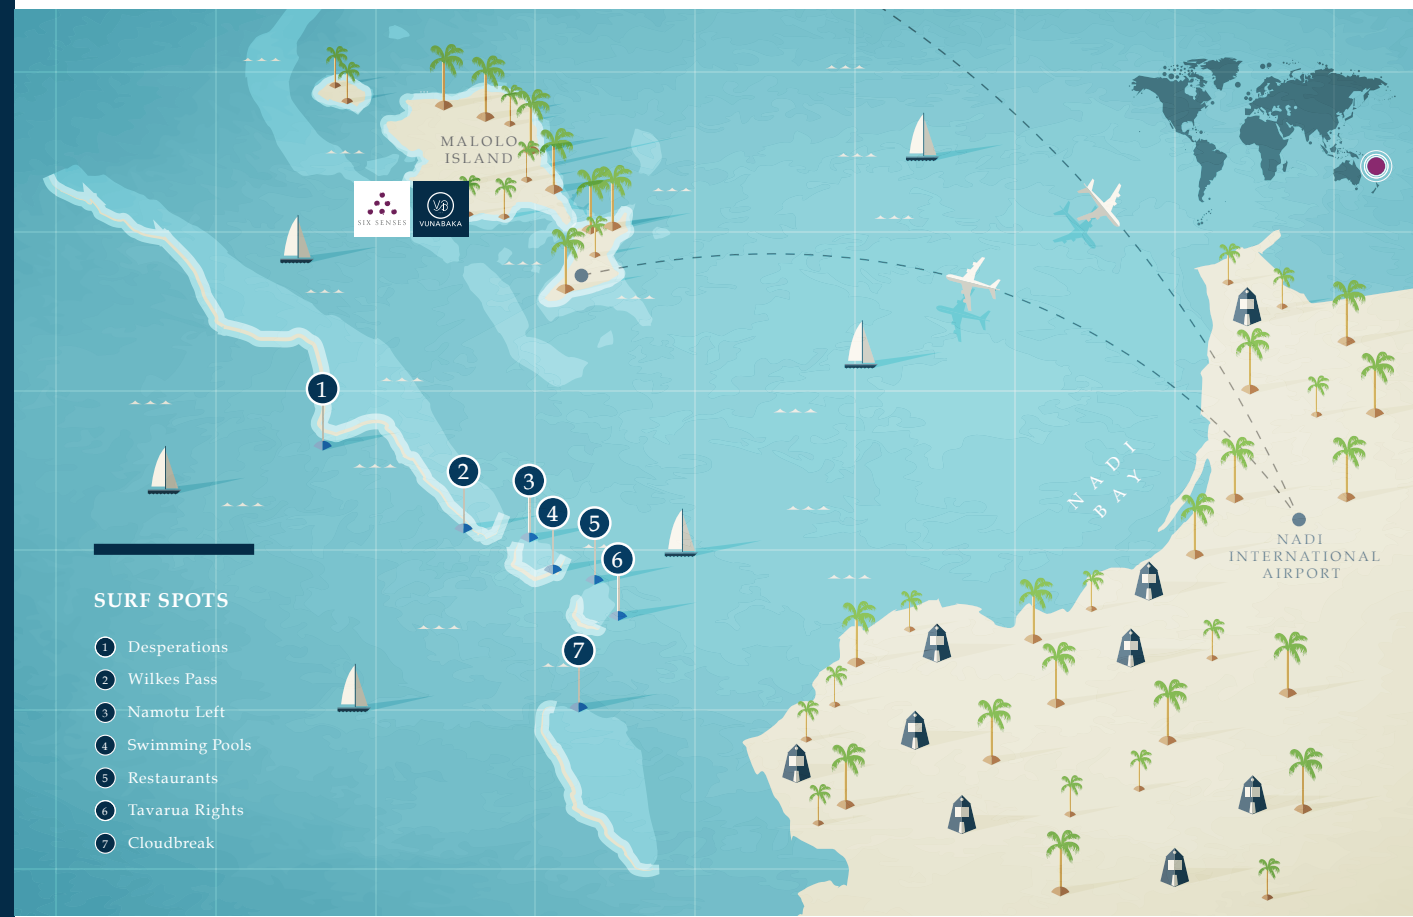 MALOLO
ISLAND
SIX SENSES
VUNABAKA
1
2
3
4
5
6
7
NADI
BAY
NADI
INTERNATIONAL
AIRPORT
SURF SPOTS
1 Desperations
2 Wilkes Pass
3 Namotu Left
4 Swimming Pools
5 Restaurants
6 Tavarua Rights
7 Cloudbreak